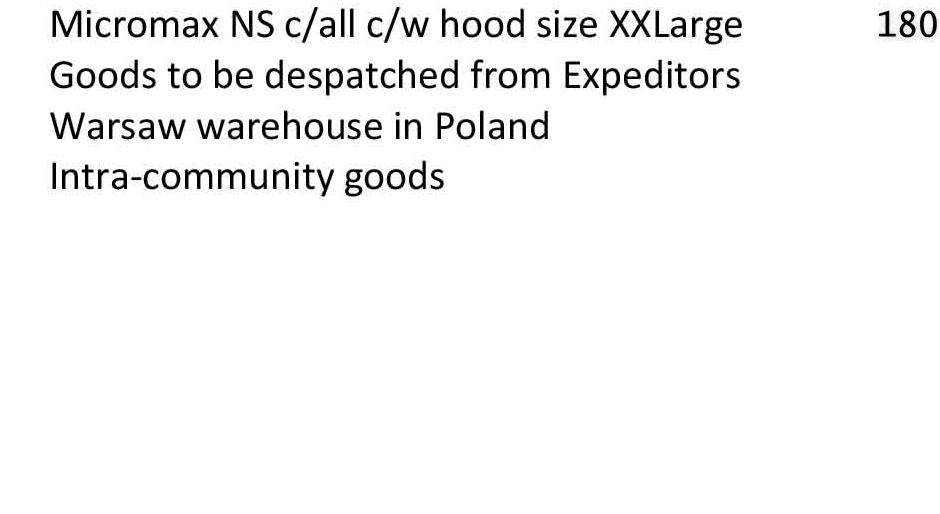 Micromax NS c/all c/w hood size XXLarge 180
Goods to be despatched from Expeditors
Warsaw warehouse in Poland
Intra-community goods